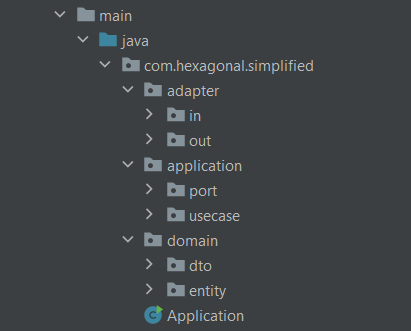 main
java
com.hexagonal.simplified
adapter
in
out
application
port
usecase
domain
dto
entity
Application